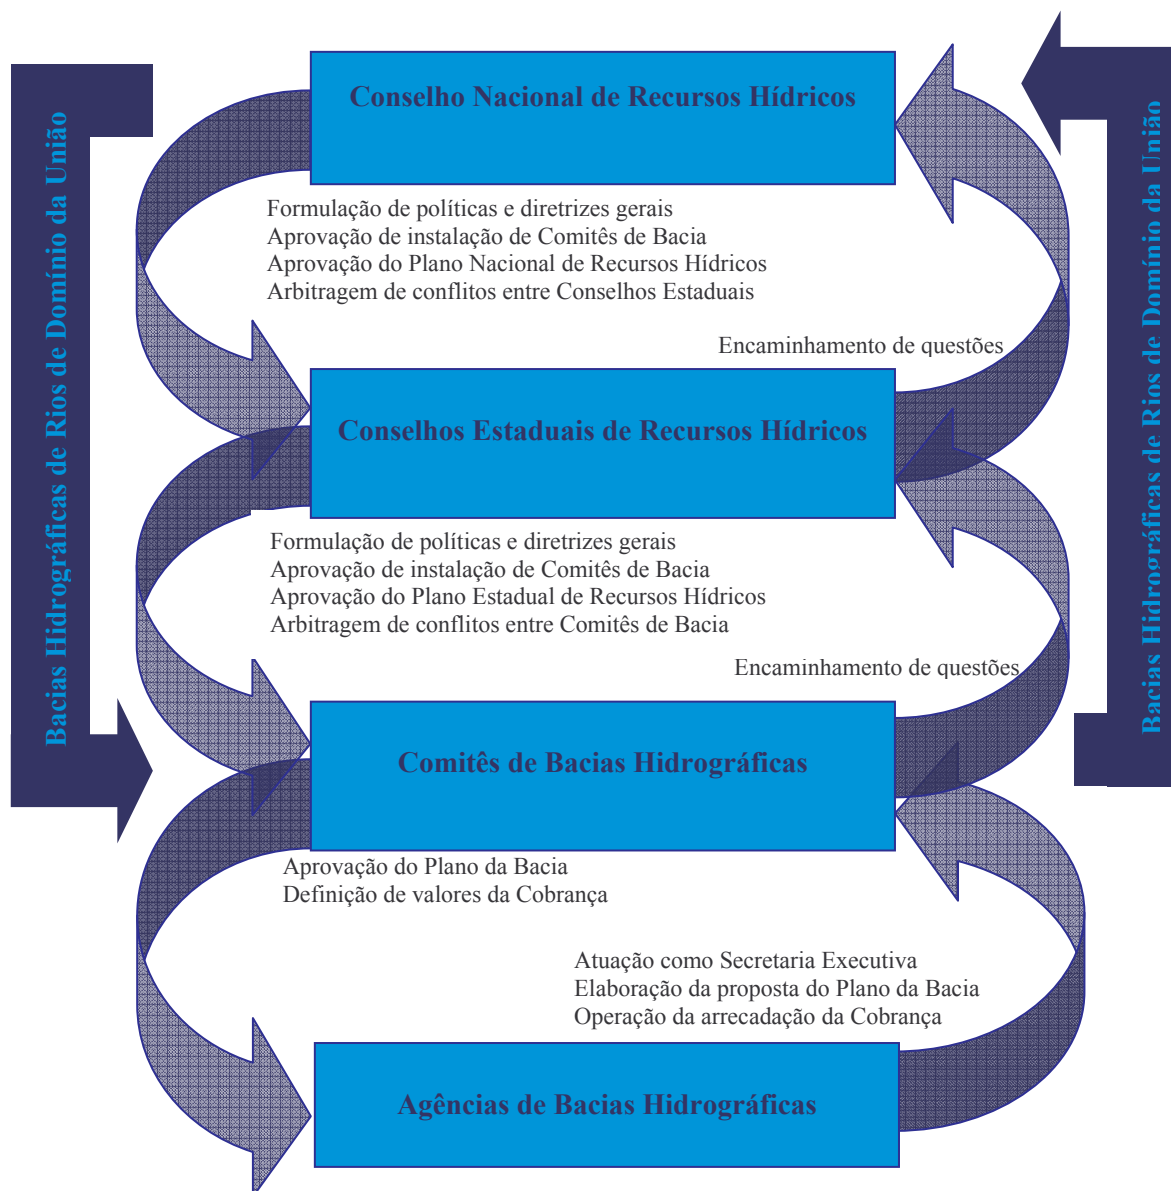 Conselho Nacional de Recursos Hídricos
Formulação de políticas e diretrizes gerais
Aprovação de instalação de Comitês de Bacia
Aprovação do Plano Nacional de Recursos Hídricos
Arbitragem de conflitos entre Conselhos Estaduais
Encaminhamento de questões
Conselhos Estaduais de Recursos Hídricos
Formulação de políticas e diretrizes gerais
Aprovação de instalação de Comitês de Bacia
Aprovação do Plano Estadual de Recursos Hídricos
Arbitragem de conflitos entre Comitês de Bacia
Encaminhamento de questões
Comitês de Bacias Hidrográficas
Aprovação do Plano da Bacia
Definição de valores da Cobrança
Atuação como Secretaria Executiva
Elaboração da proposta do Plano da Bacia
Operação da arrecadação da Cobrança
Agências de Bacias Hidrográficas
Bacias Hidrográficas de Rios de Domínio da União
Bacias Hidrográficas de Rios de Domínio da União